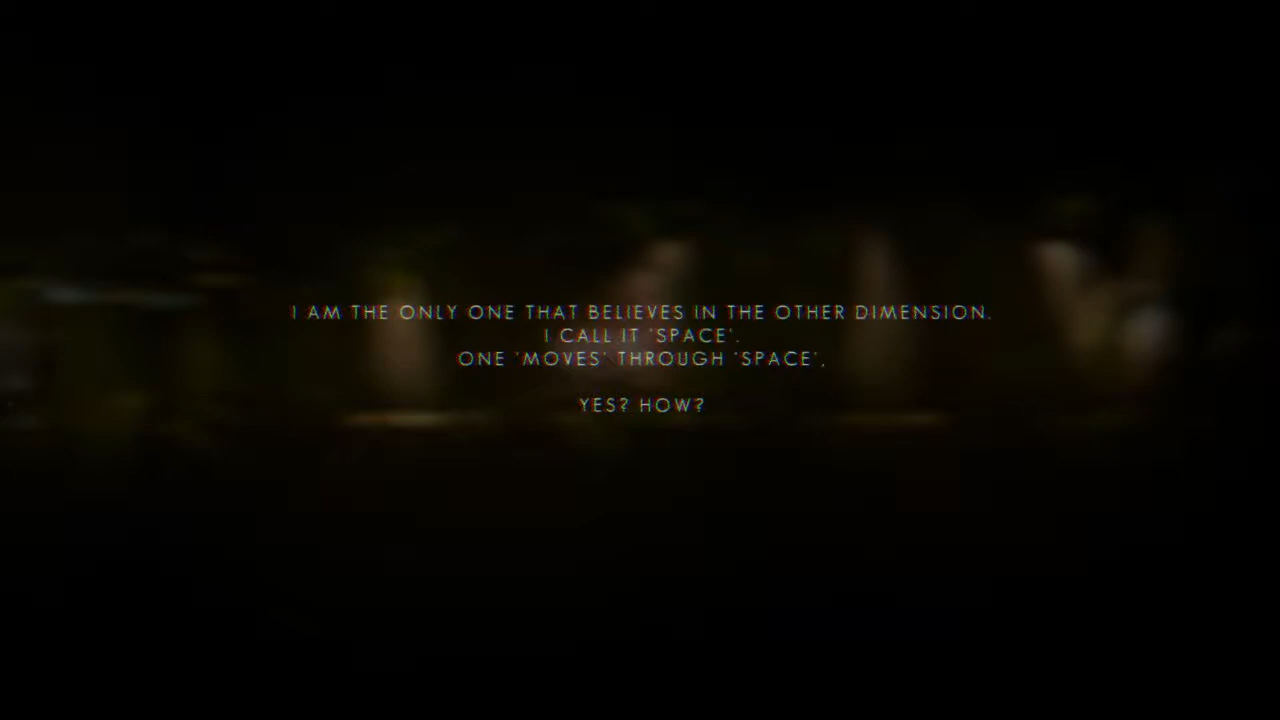 I AM THE ONLY ONE THAT BELIEVES IN THE OTHER DIMENSION.
I CALL IT 'SPACE'.
ONE 'MOVES' THROUGH 'SPACE',
YES? HOW?